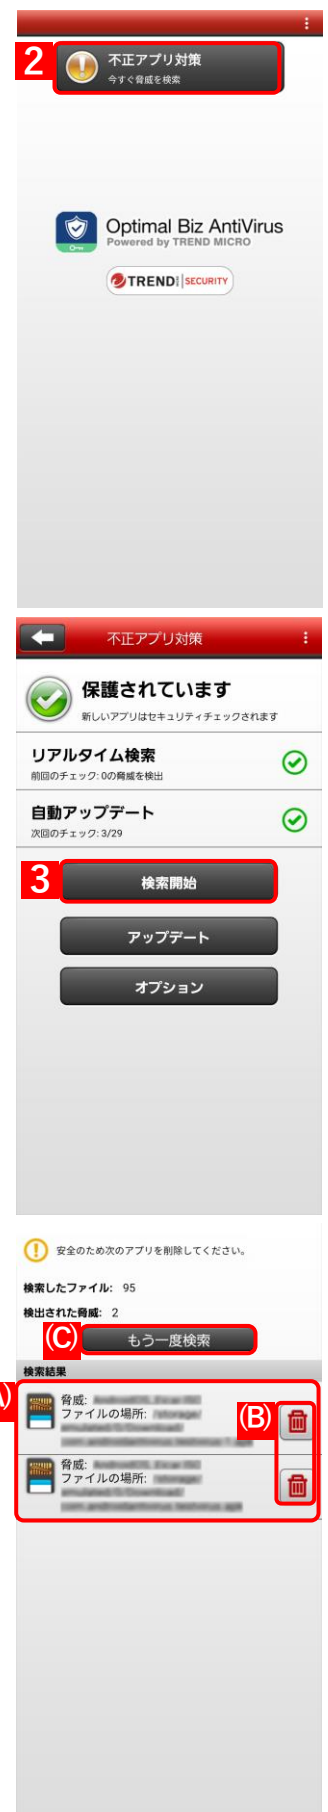 2
不正アプリ対策
今すぐ脅威を検索
Optimal Biz AntiVirus
Powered by TREND MICRO
TREND SECURITY
不正アプリ対策
保護されています
新しいアプリはセキュリティチェックされます
リアルタイム検索
前回のチェック: 0の脅威を検出
自動アップデート
次回のチェック: 3/29
3
検索開始
アップデート
オプション
安全のため次のアプリを削除してください。
検索したファイル: 95
検出された脅威: 2
(C)
もう一度検索
検索結果
脅威:
ファイルの場所:
(B)
脅威:
ファイルの場所: